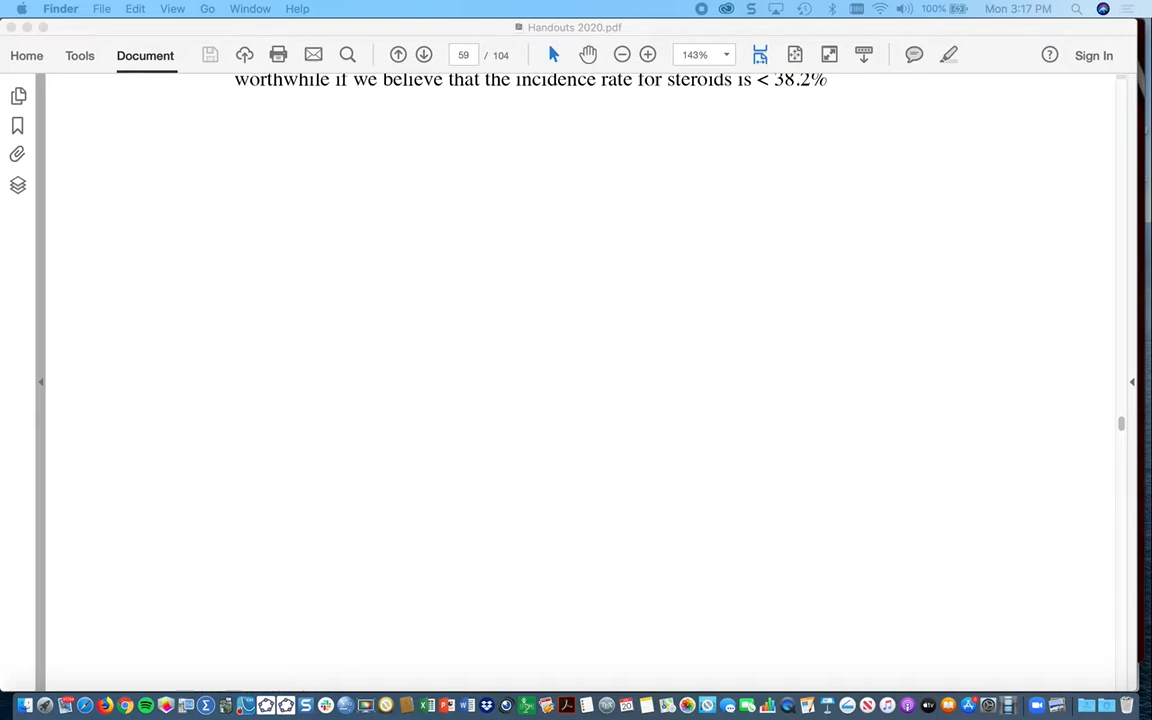 Finder File Edit View Go Window Help 100% Mon 3:17 PM
Handouts 2020.pdf
Home Tools Document 59 / 104 143% Sign In
worthwhile if we believe that the incidence rate for steroids is < 38.2%